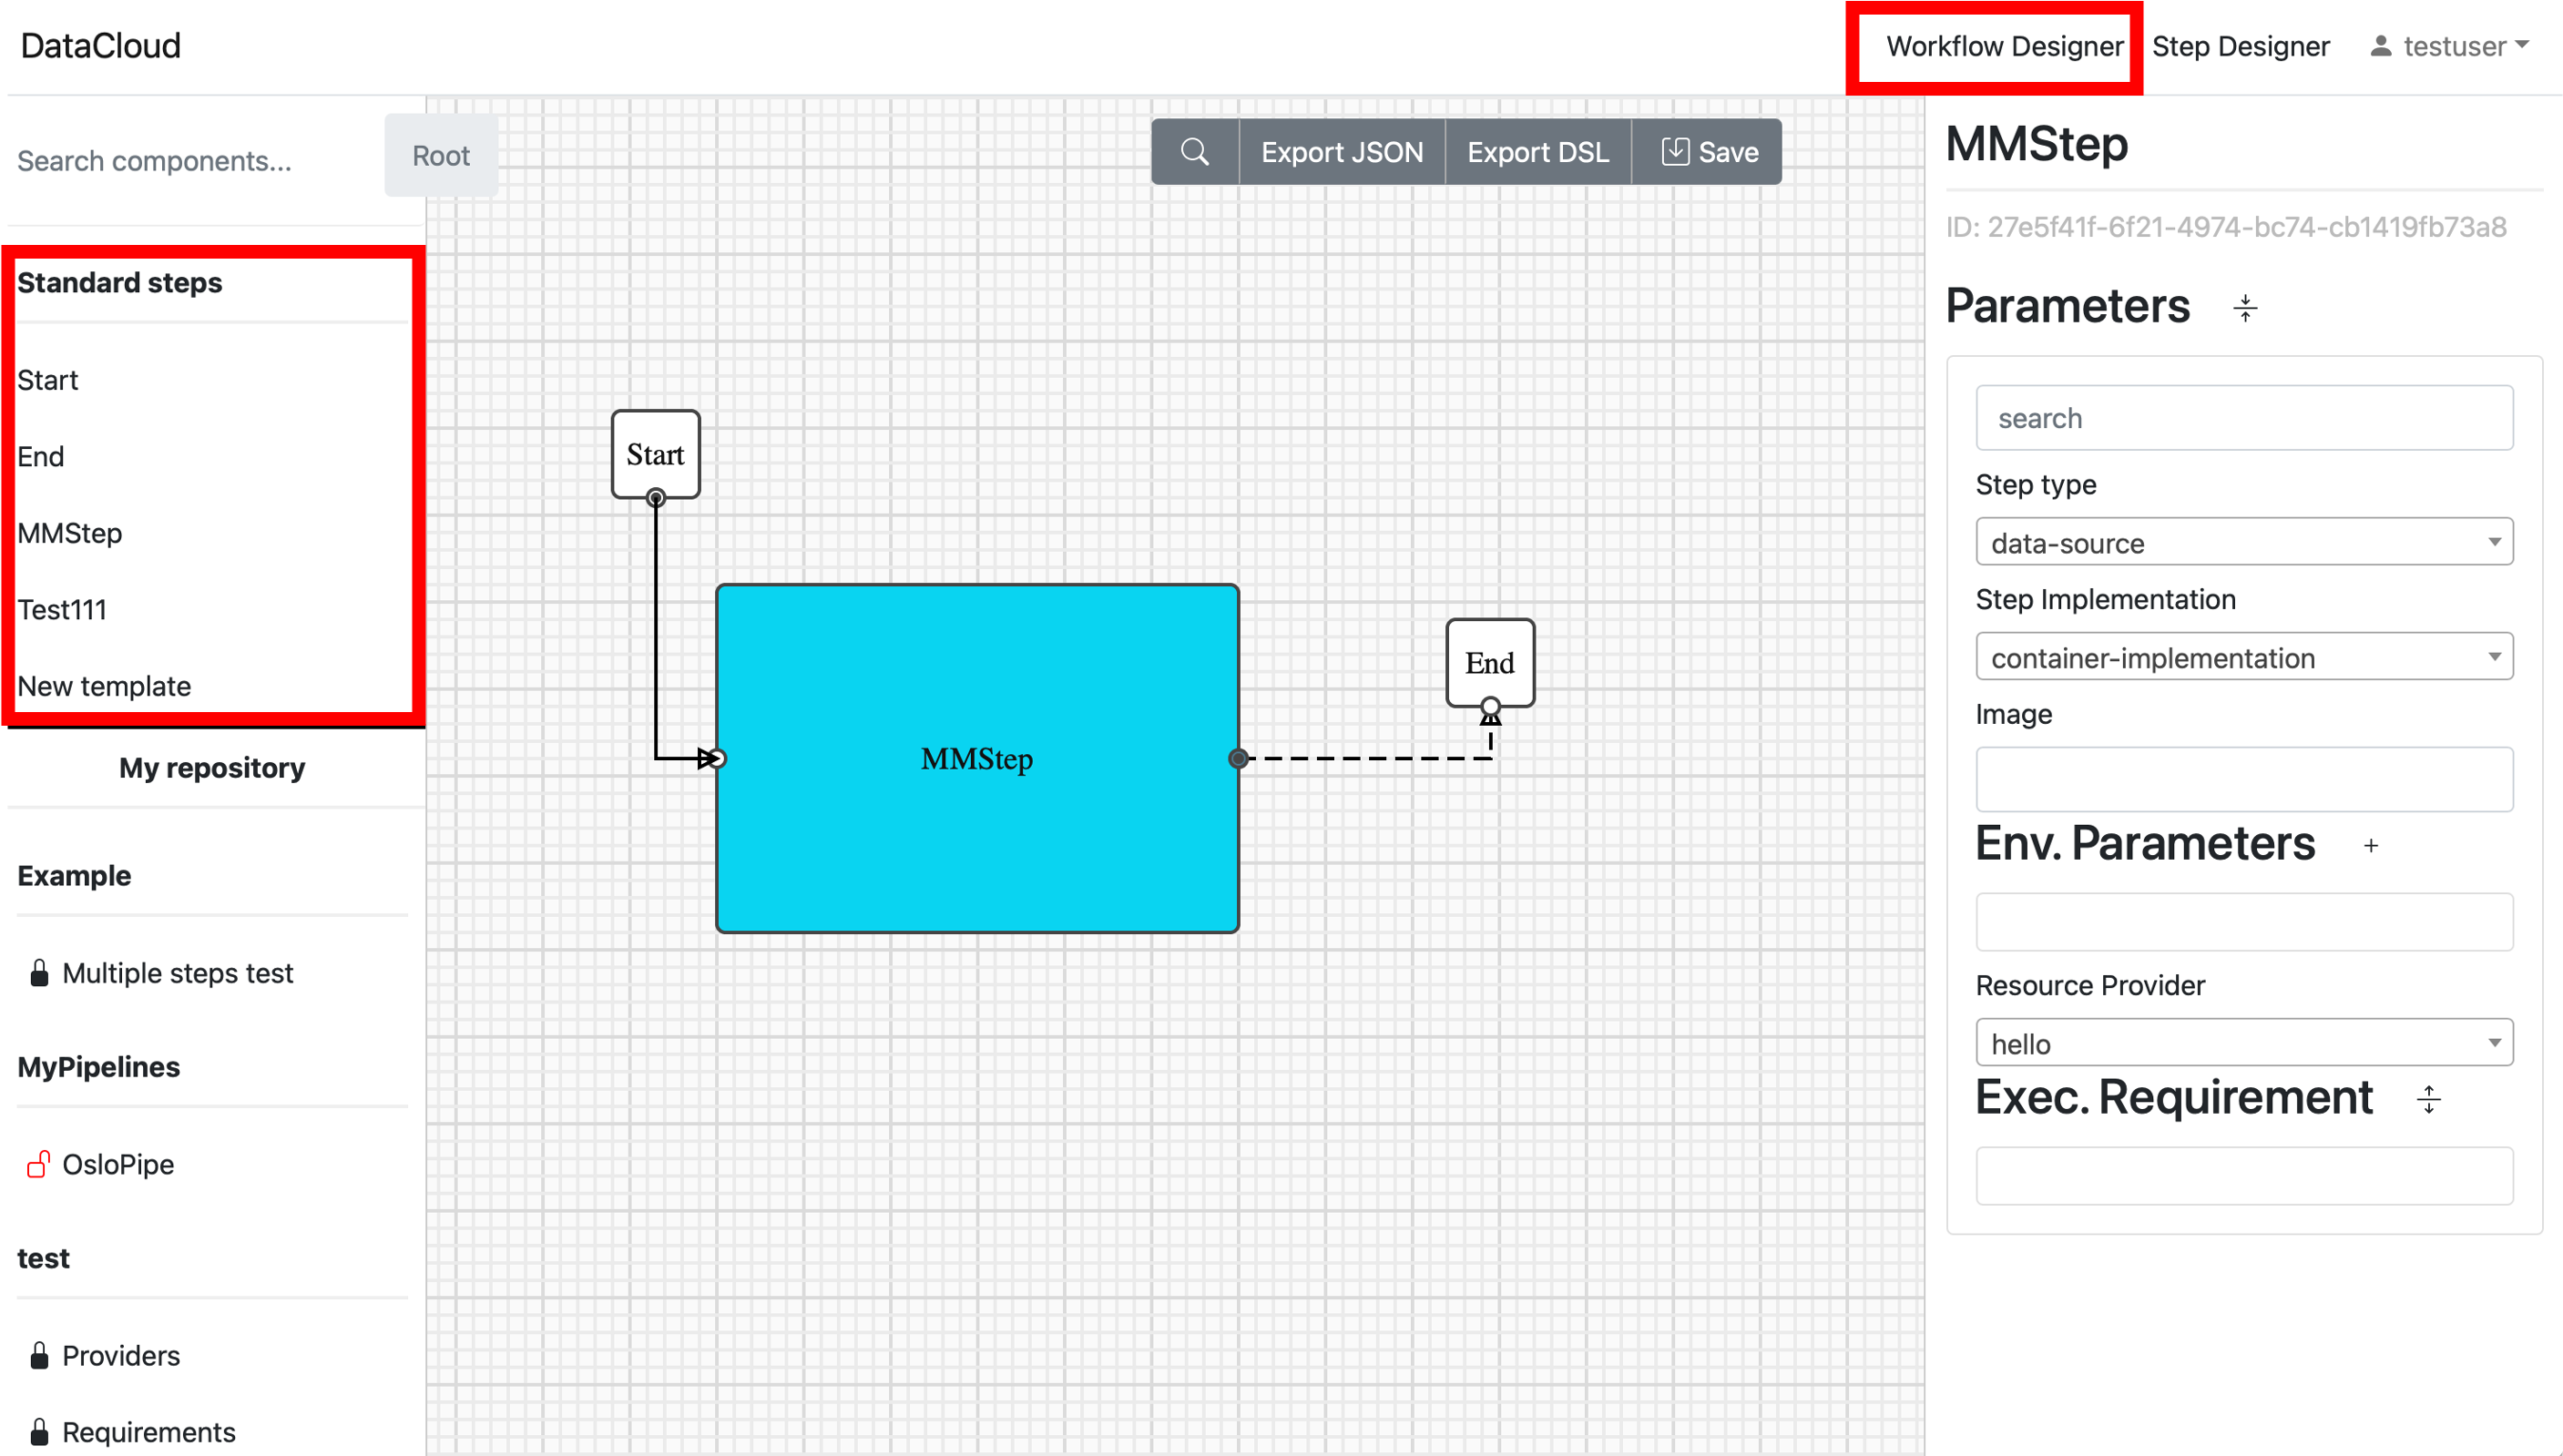 DataCloud
Workflow Designer
Step Designer
testuser
Search components...
Root
Standard steps
Start
End
MMStep
Test111
New template
My repository
Example
Multiple steps test
MyPipelines
OsloPipe
test
Providers
Requirements
Export JSON
Export DSL
Save
Start
MMStep
End
MMStep
ID: 27e5f41f-6f21-4974-bc74-cb1419fb73a8
Parameters
search
Step type
data-source
Step Implementation
container-implementation
Image
Env. Parameters +
Resource Provider
hello
Exec. Requirement